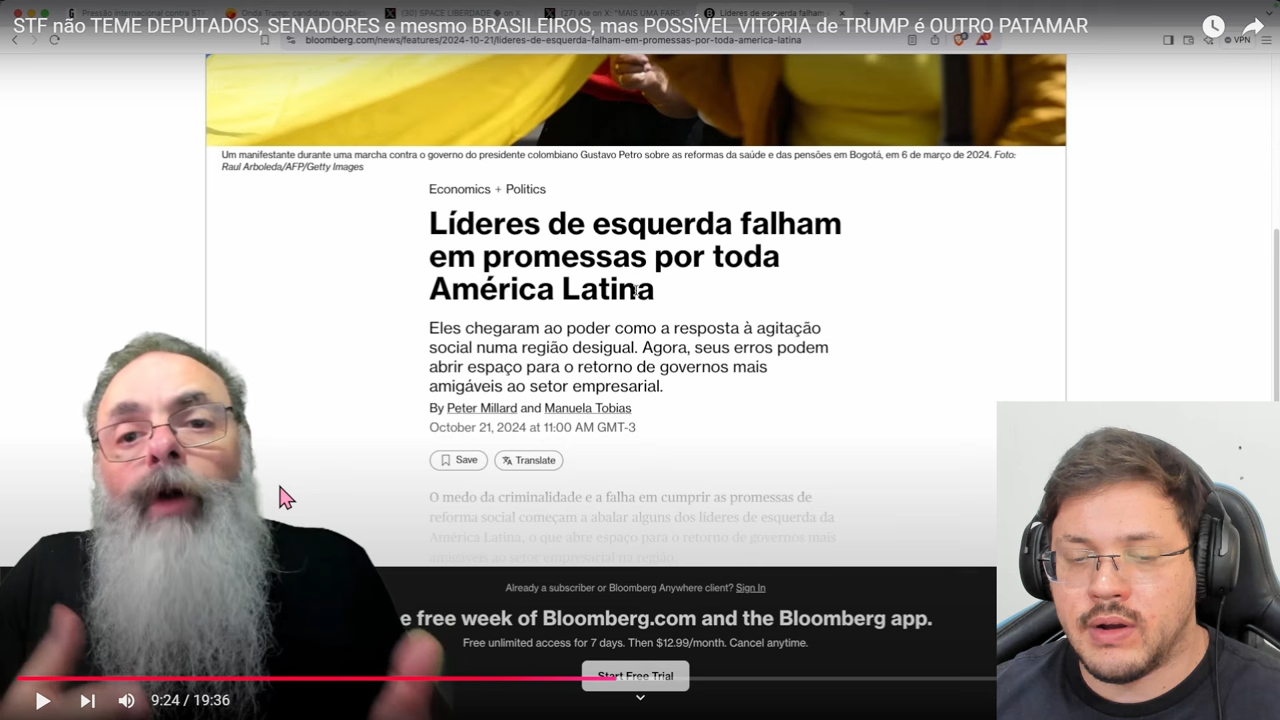 STF não TEME DEPUTADOS, SENADORES e mesmo BRASILEIROS, mas POSSÍVEL VITÓRIA de TRUMP é OUTRO PATAMAR
bloomberg.com/news/features/2024-10-21/lideres-de-esquerda-falham-em-promessas-por-toda-america-latina
VPN
Um manifestante durante uma marcha contra o governo do presidente colombiano Gustavo Petro sobre as reformas da saúde e das pensões em Bogotá, em 6 de março de 2024. Foto:
Raul Arboleda/AFP/Getty Images
Economics + Politics
Líderes de esquerda falham
em promessas por toda
América Latina
Eles chegaram ao poder como a resposta à agitação
social numa região desigual. Agora, seus erros podem
abrir espaço para o retorno de governos mais
amigáveis ao setor empresarial.
By Peter Millard and Manuela Tobias
October 21, 2024 at 11:00 AM GMT-3
Save Translate
O medo da criminalidade e a falha em cumprir as promessas de
reforma social começam a abalar alguns dos líderes de esquerda da
América Latina, o que abre espaço para o retorno de governos mais
amigáveis ao setor empresarial na região.
Already a subscriber or Bloomberg Anywhere client? Sign In
e free week of Bloomberg.com and the Bloomberg app.
Free unlimited access for 7 days. Then $12.99/month. Cancel anytime.
Start Free Trial
9:24 / 19:36